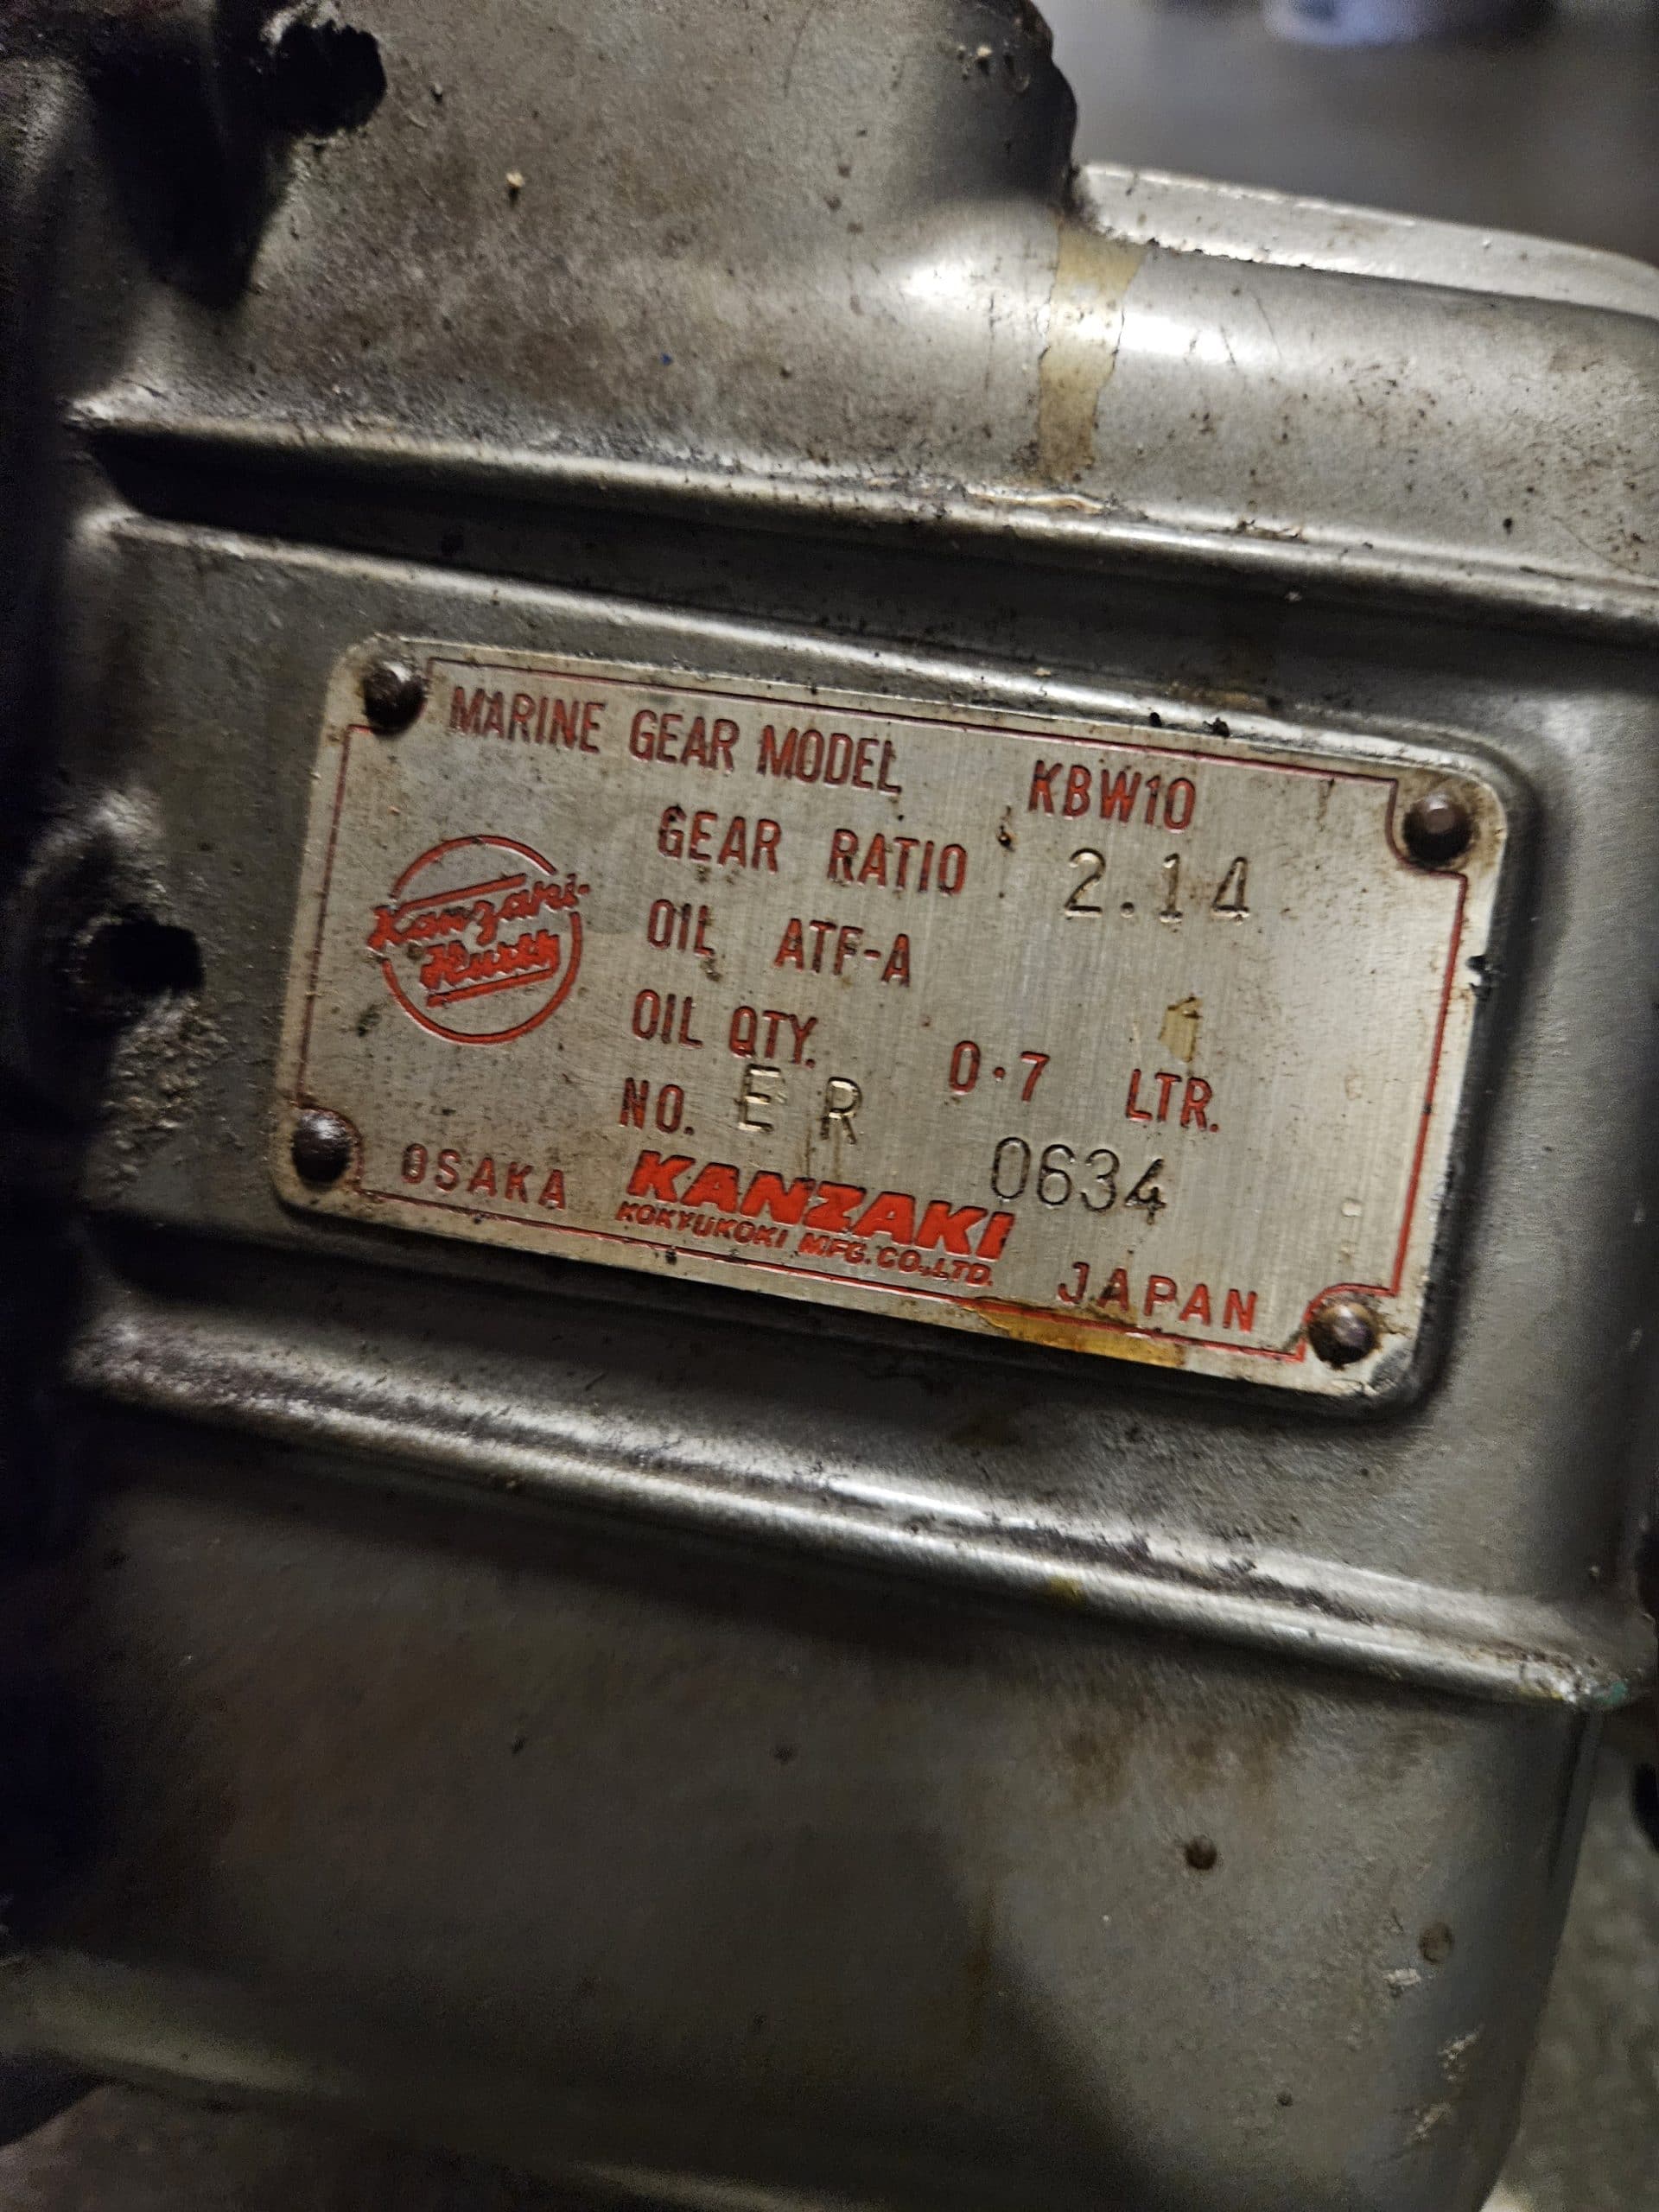 MARINE GEAR MODEL KBW10
GEAR RATIO 2.14
OIL ATF-A
Kanzaki-
Hurth
OIL QTY. 0.7 LTR.
NO. ER 0634
OSAKA KANZAKI JAPAN
KOKYUKOKI MFG.CO.,LTD.